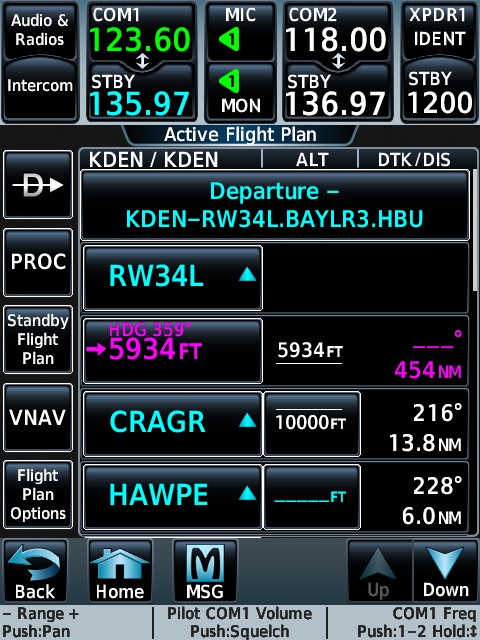 Audio & Radios
COM1
123.60
MIC
COM2
118.00
XPDR1
IDENT
Intercom
STBY
135.97
MON
STBY
136.97
STBY
1200
Active Flight Plan
KDEN / KDEN ALT DTK/DIS
Departure –
KDEN–RW34L.BAYLR3.HBU
D
PROC
Standby
Flight
Plan
VNAV
Flight
Plan
Options
RW34L
HDG 359°
5934FT
5934FT
___°
454NM
CRAGR
10000FT
216°
13.8NM
HAWPE
_____FT
228°
6.0NM
Back
Home
MSG
Up
Down
– Range +
Push:Pan
Pilot COM1 Volume
Push:Squelch
COM1 Freq
Push:1–2 Hold:↕